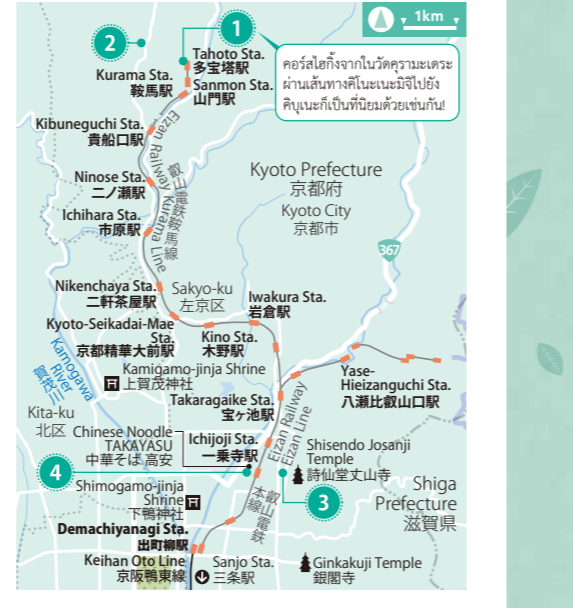 1km
1
2
Tahoto Sta.
多宝塔駅
Kurama Sta.
鞍馬駅
Sanmon Sta.
山門駅
คอร์สไฮกิ้งจากในวัดคุรามะเดระ
ผ่านเส้นทางคิโนะเนะมิจิไปยัง
คิบุเนะก็เป็นที่นิยมด้วยเช่นกัน!
Kibuneguchi Sta.
貴船口駅
Eizan Railway Kurama Line
叡山電鉄鞍馬線
Ninose Sta.
二ノ瀬駅
Kyoto Prefecture
京都府
Kyoto City
京都市
Ichihara Sta.
市原駅
367
Nikenchaya Sta.
二軒茶屋駅
Sakyo-ku
左京区
Iwakura Sta.
岩倉駅
Kyoto-Seikadai-Mae
Sta.
京都精華大前駅
Kino Sta.
木野駅
Kamogawa
River
賀茂川
Kamigamo-jinja Shrine
上賀茂神社
Yase-
Hieizanguchi Sta.
八瀬比叡山口駅
Takaragaike Sta.
宝ヶ池駅
Kita-ku
北区
Chinese Noodle
TAKAYASU
中華そば 高安
Ichijoji Sta.
一乗寺駅
Eizan Railway
Eizan Line
叡山電鉄
本線
Shisendo Josanji
Temple
詩仙堂丈山寺
4
3
Shimogamo-jinja
Shrine
下鴨神社
Shiga
Prefecture
滋賀県
Demachiyanagi Sta.
出町柳駅
Keihan Oto Line
京阪鴨東線
Sanjo Sta.
三条駅
Ginkakuji Temple
銀閣寺